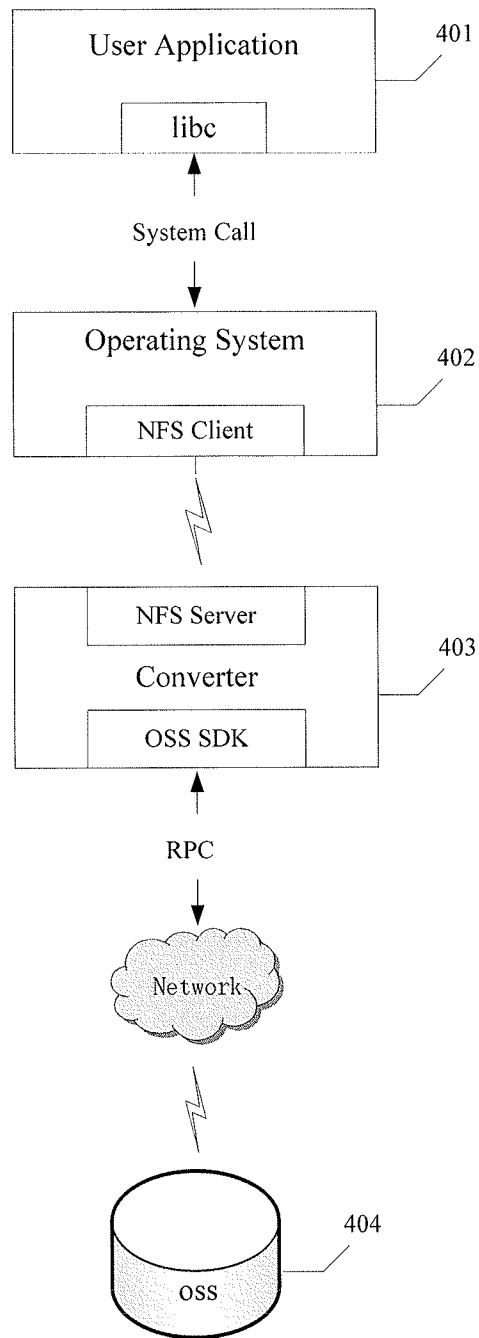 User Application
401
libc
System Call
Operating System
402
NFS Client
NFS Server
403
Converter
OSS SDK
RPC
Network
404
OSS